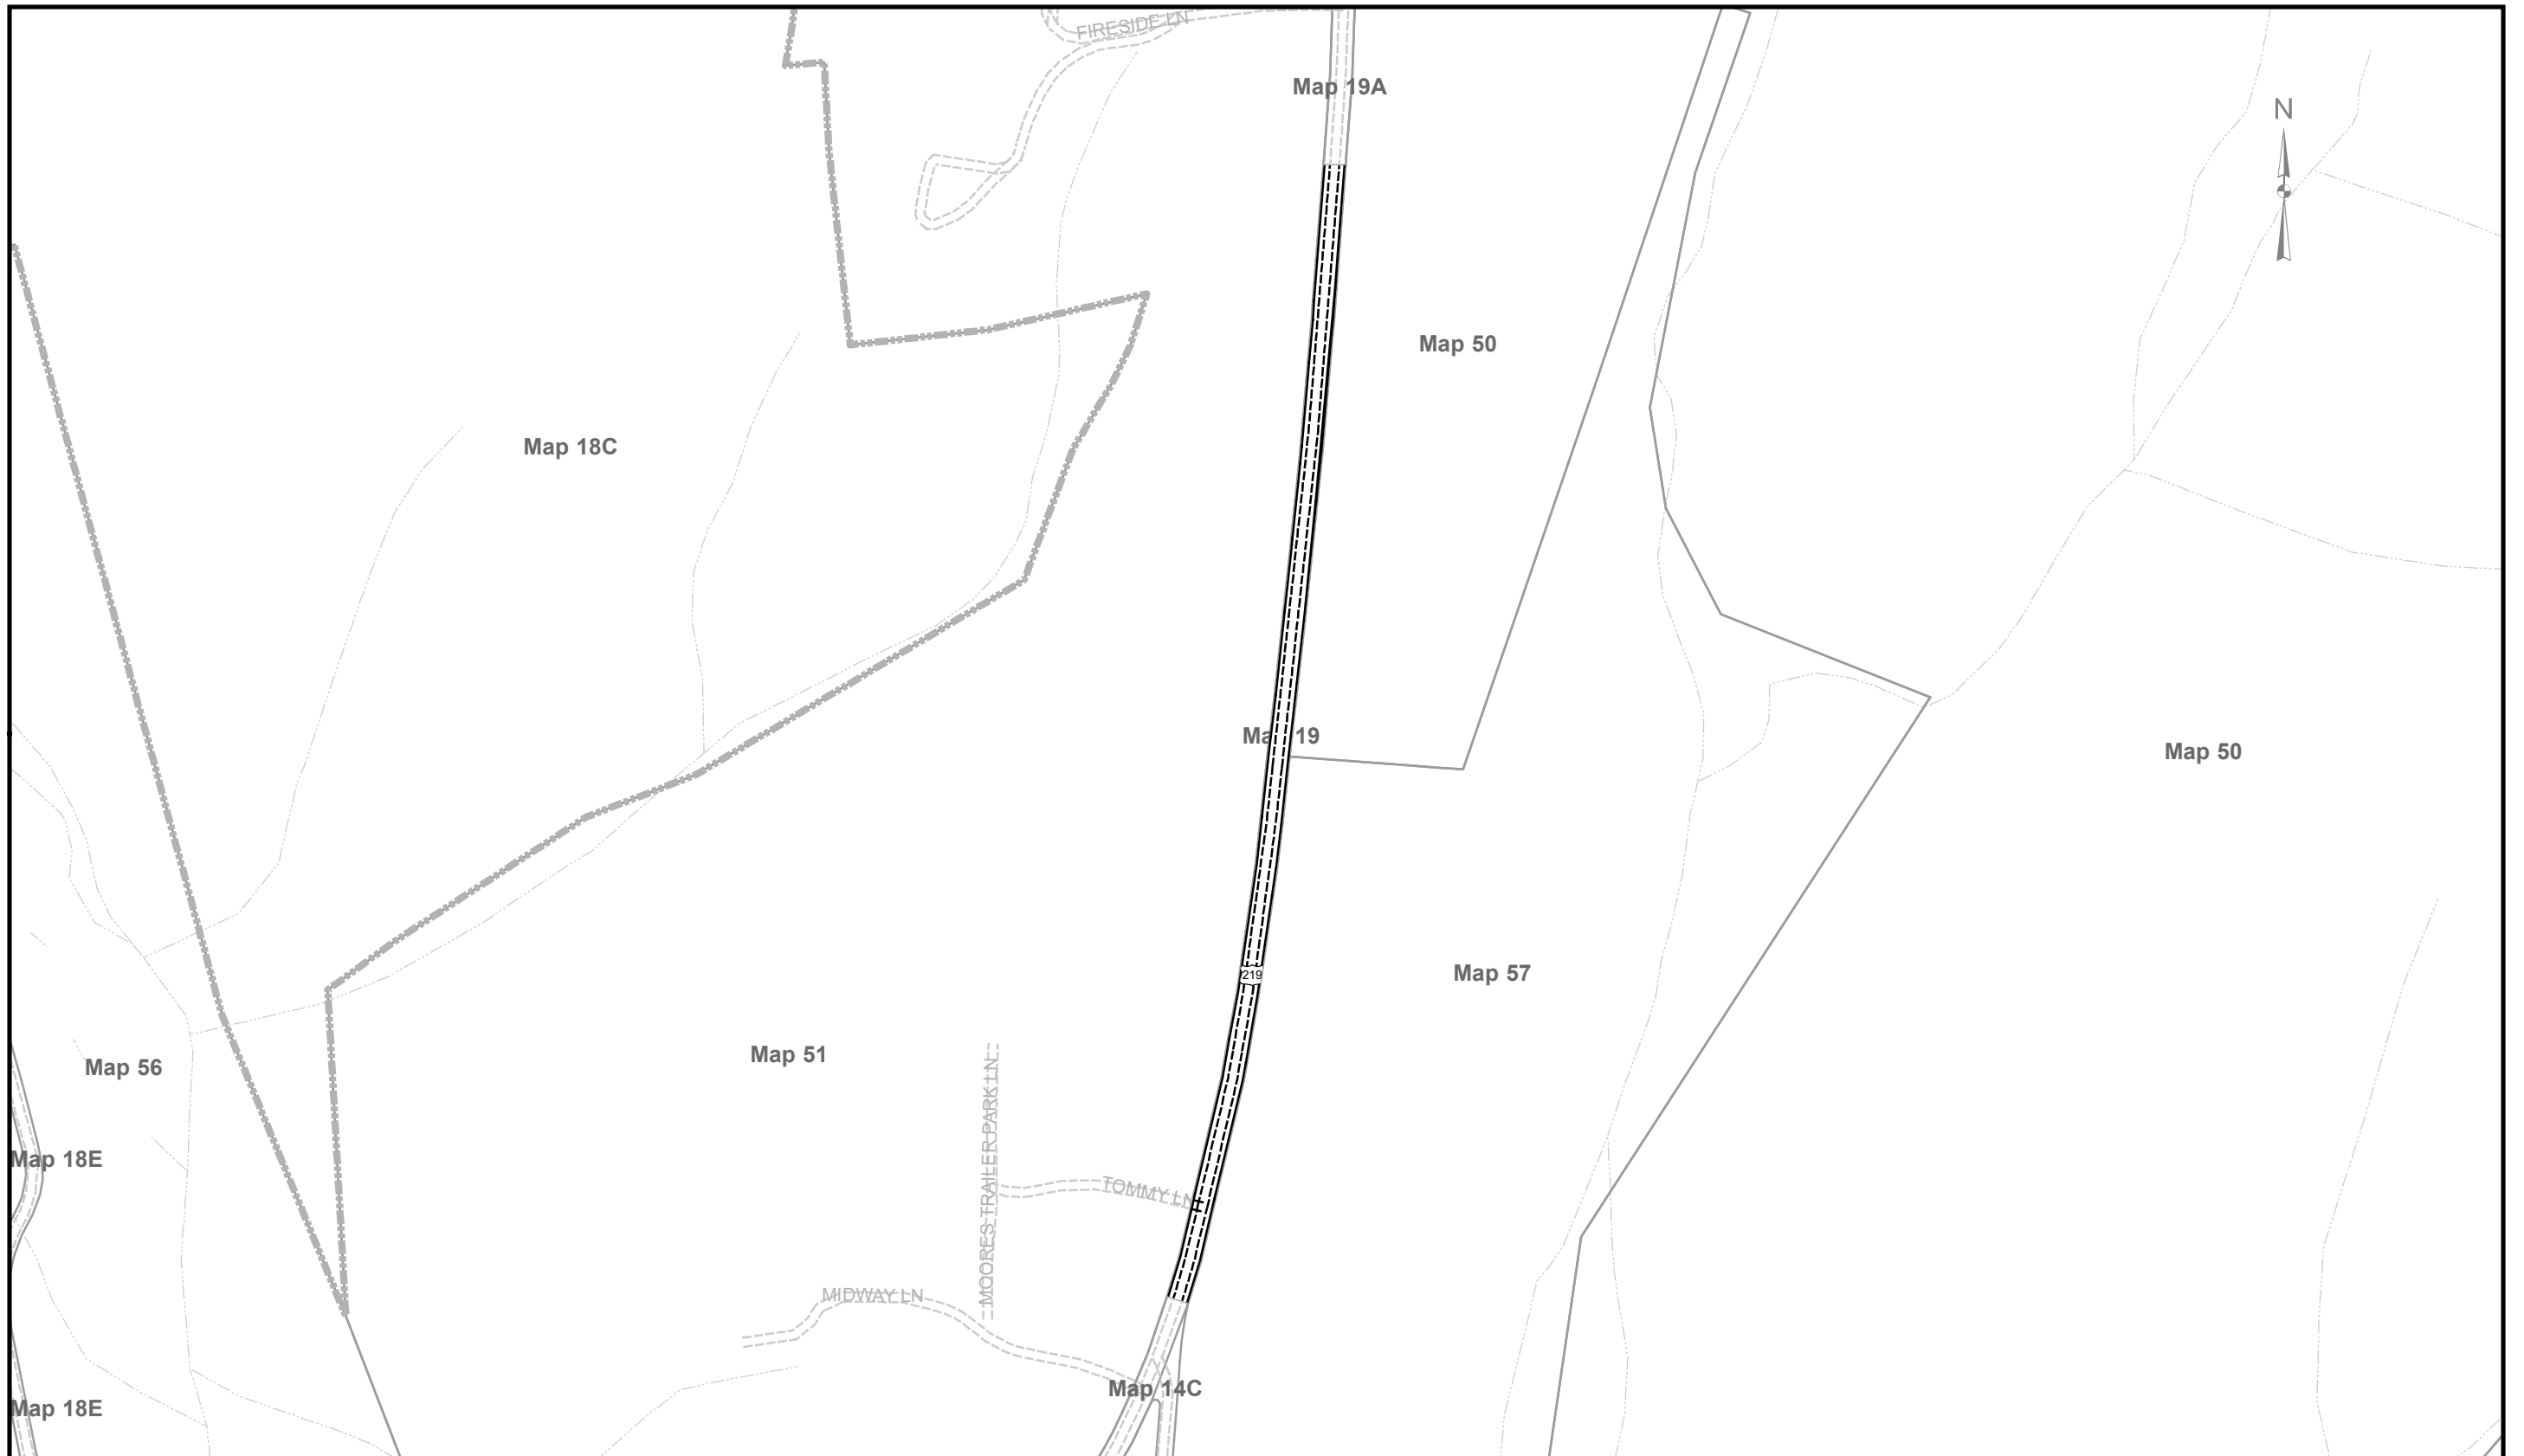 FIRESIDE LN
Map 19A
N
Map 50
Map 18C
Map 19
Map 50
219
Map 57
Map 51
Map 56
MOORES TRAILER PARK LN
Map 18E
TOMMY LN
MIDWAY LN
Map 14C
Map 18E